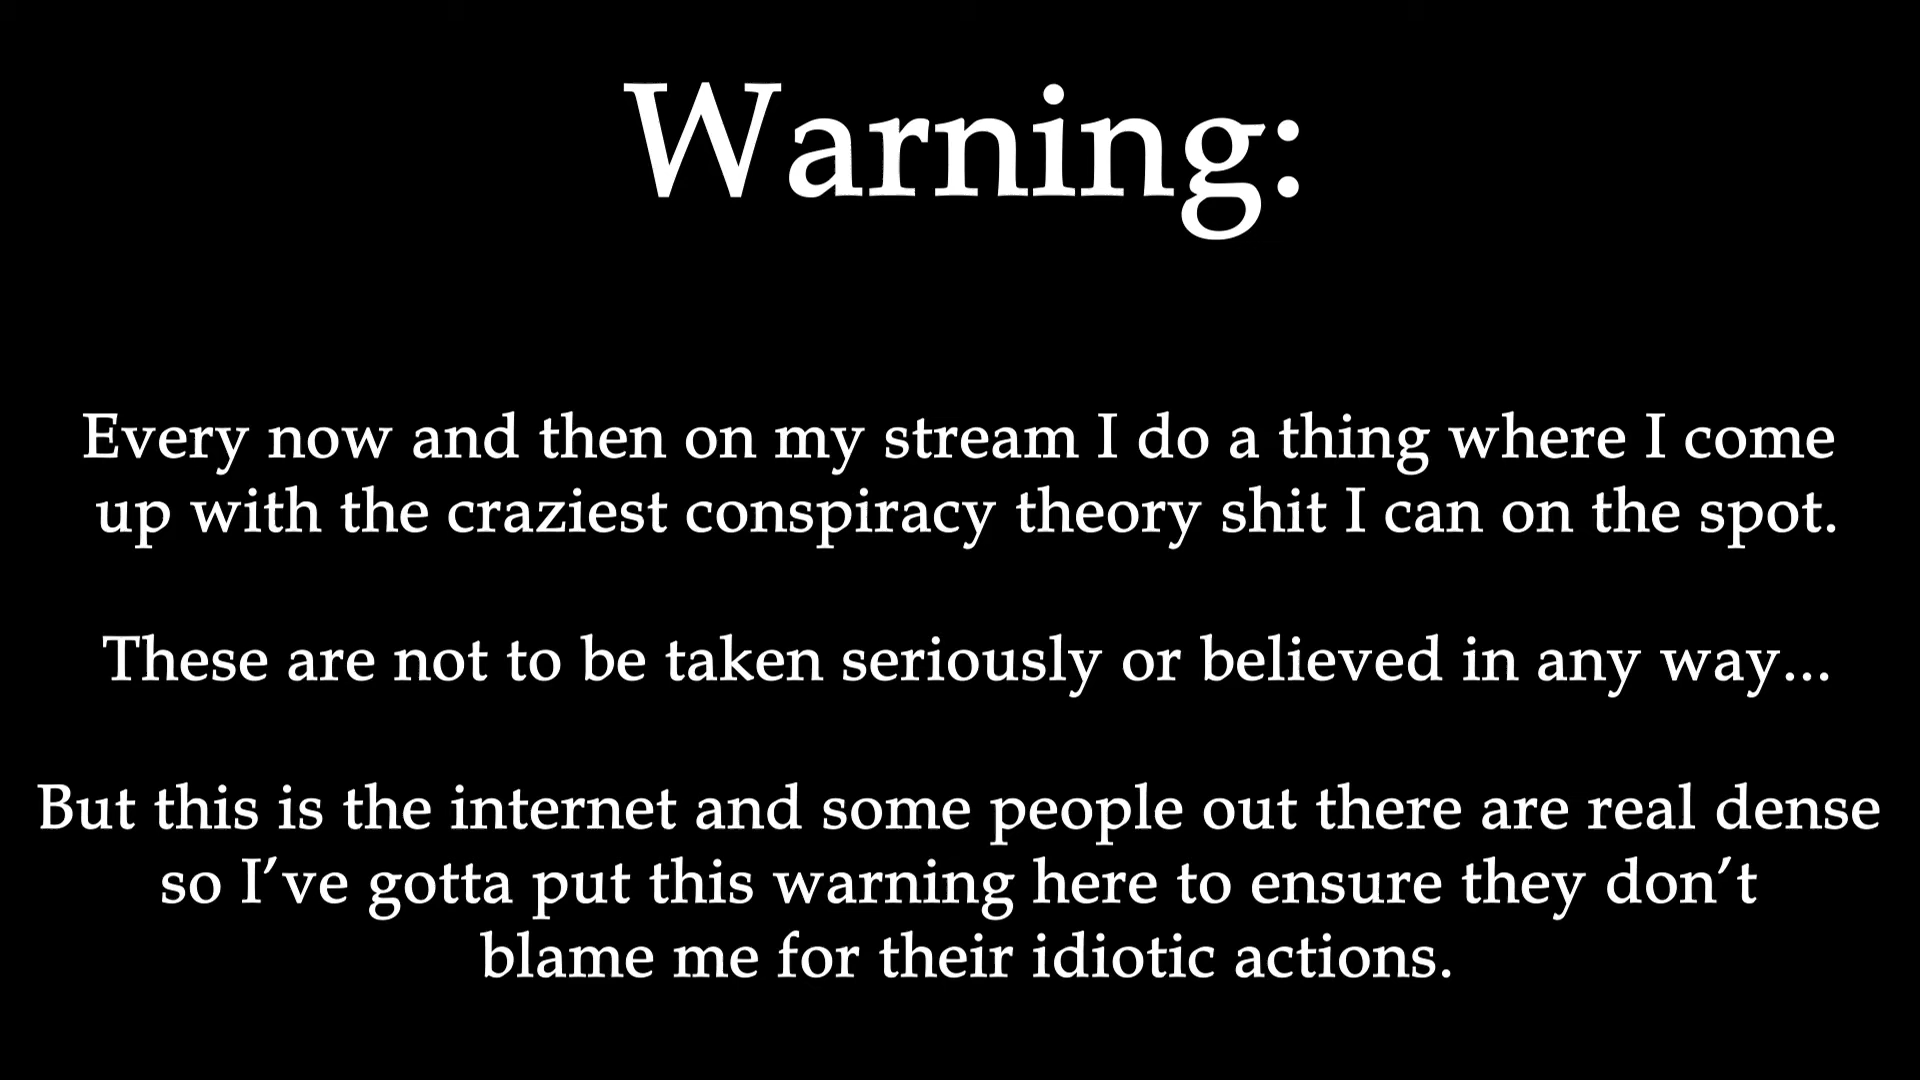 Warning:
Every now and then on my stream I do a thing where I come
up with the craziest conspiracy theory shit I can on the spot.
These are not to be taken seriously or believed in any way...
But this is the internet and some people out there are real dense
so I’ve gotta put this warning here to ensure they don’t
blame me for their idiotic actions.